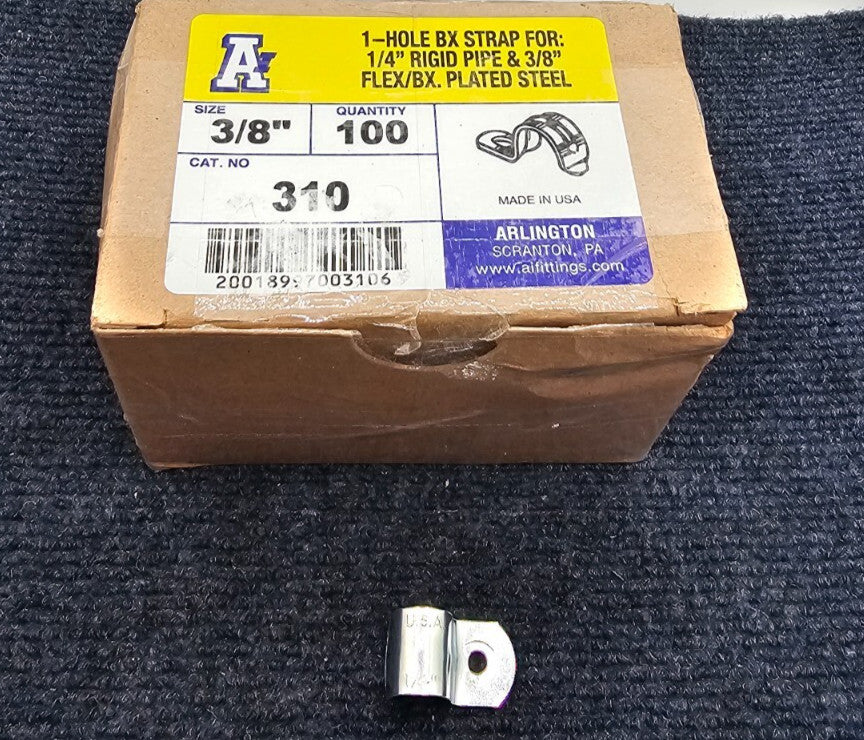 A
1-HOLE BX STRAP FOR:
1/4" RIGID PIPE & 3/8"
FLEX/BX. PLATED STEEL
SIZE
3/8"
QUANTITY
100
CAT. NO
310
MADE IN USA
ARLINGTON
SCRANTON, PA
www.aifittings.com
20018997003106
U.S.A